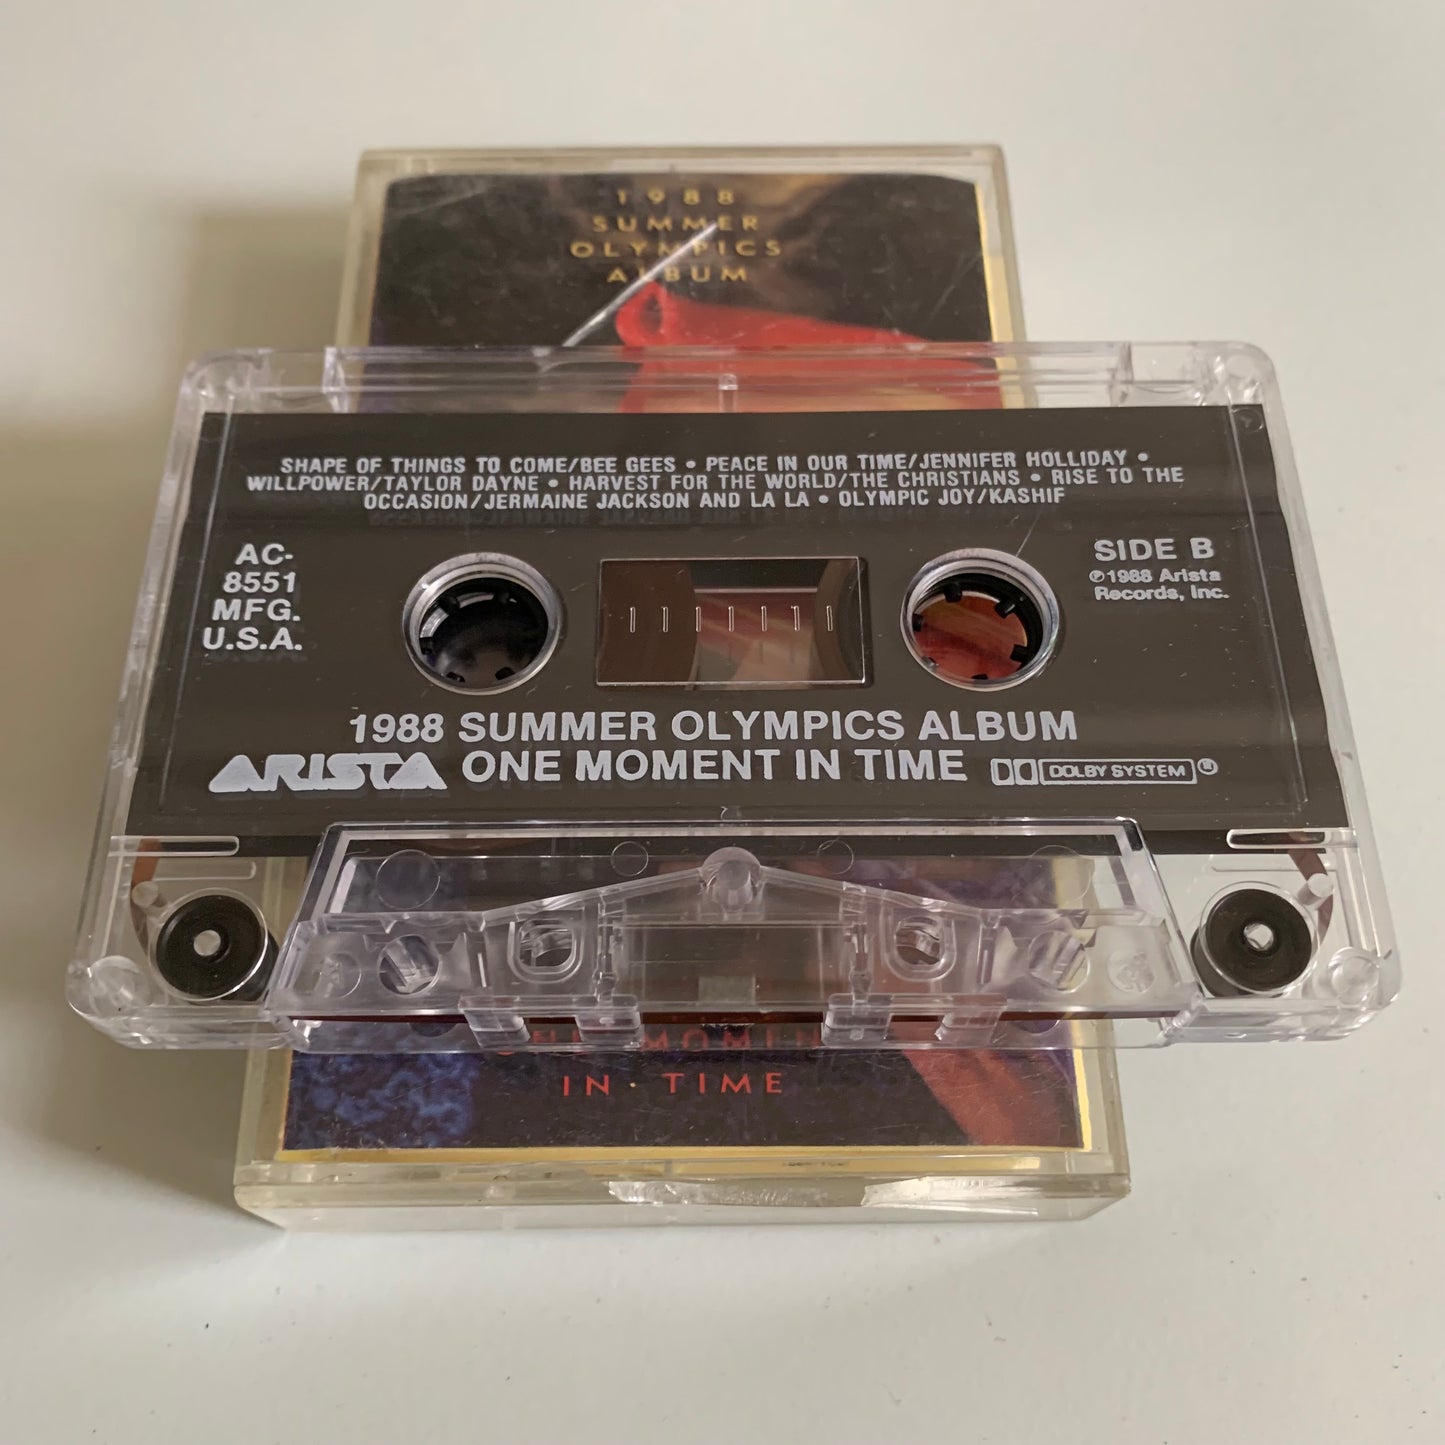 1988
SUMMER
OLYMPICS
ALBUM
SHAPE OF THINGS TO COME/BEE GEES • PEACE IN OUR TIME/JENNIFER HOLLIDAY •
WILLPOWER/TAYLOR DAYNE • HARVEST FOR THE WORLD/THE CHRISTIANS • RISE TO THE
OCCASION/JERMAINE JACKSON AND LA LA • OLYMPIC JOY/KASHIF
AC-
8551
MFG.
U.S.A.
SIDE B
℗1988 Arista
Records, Inc.
1988 SUMMER OLYMPICS ALBUM
ARISTA ONE MOMENT IN TIME DOLBY SYSTEM®
IN · TIME